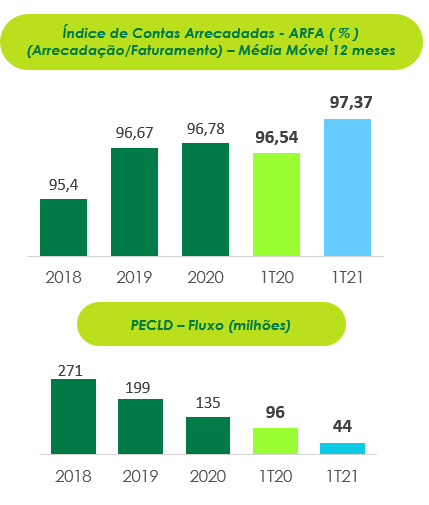 Índice de Contas Arrecadadas - ARFA ( % )
(Arrecadação/Faturamento) – Média Móvel 12 meses
95,4
96,67
96,78
96,54
97,37
2018
2019
2020
1T20
1T21
PECLD – Fluxo (milhões)
271
199
135
96
44
2018
2019
2020
1T20
1T21